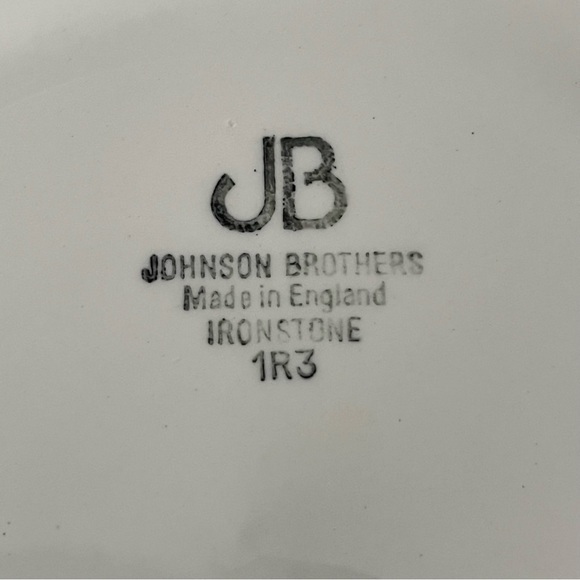 JB
JOHNSON BROTHERS
Made in England
IRONSTONE
1R3